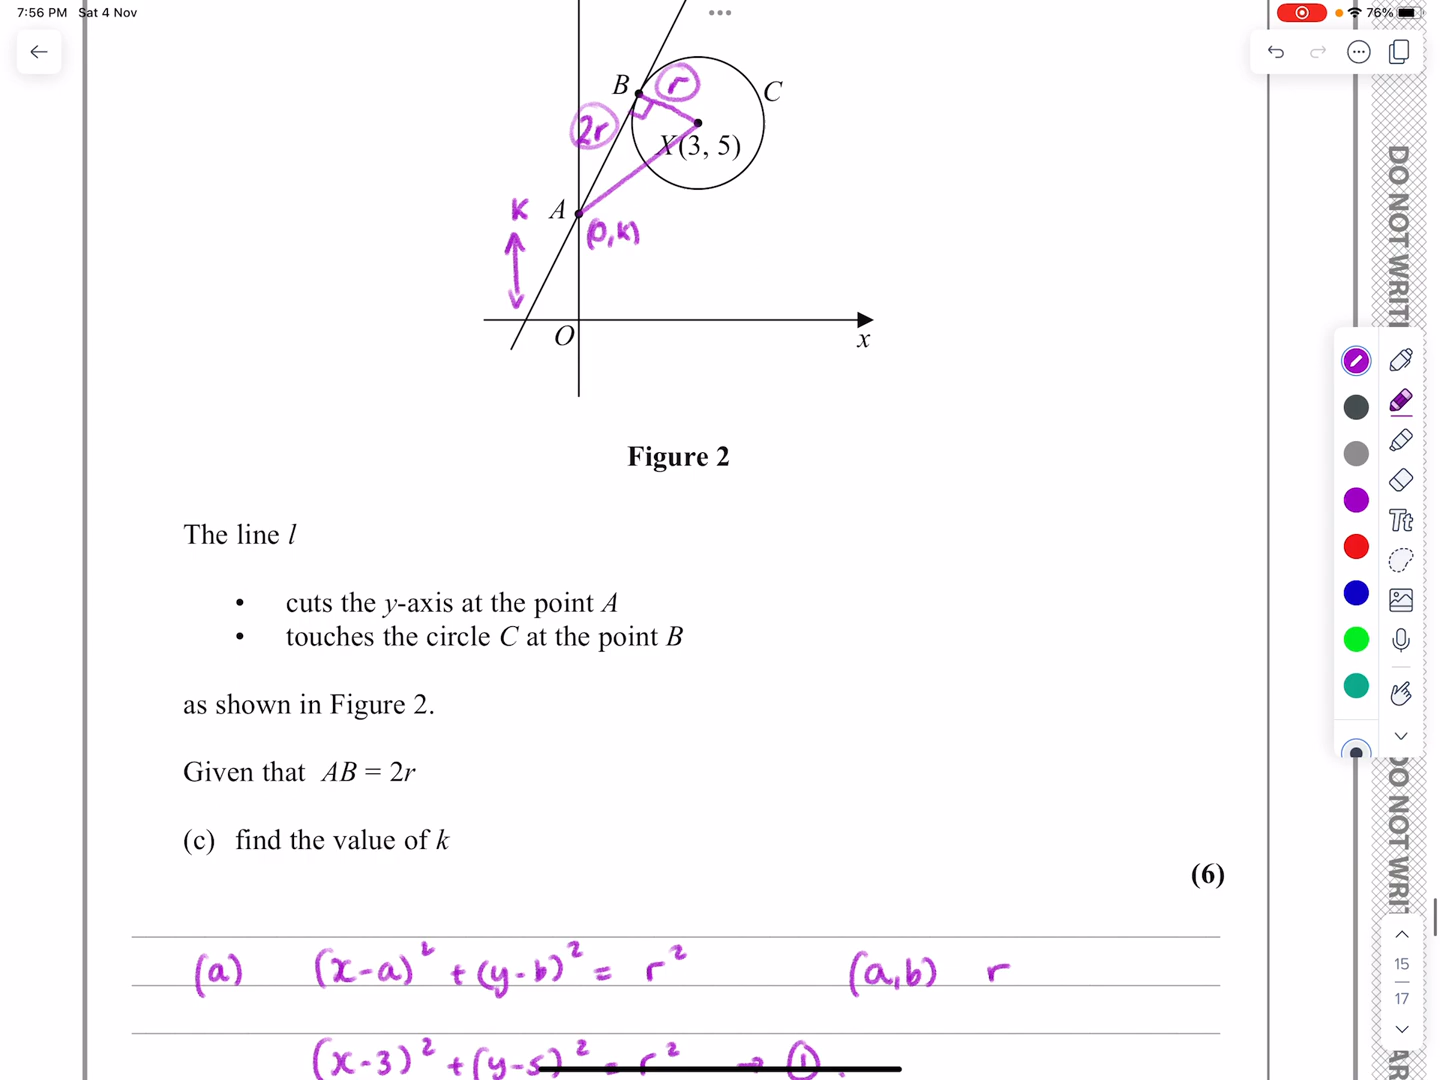 7:56 PM Sat 4 Nov
76%
B
r
C
2r
X(3, 5)
K
A
(0,K)
O
x
Figure 2
The line l
• cuts the y-axis at the point A
• touches the circle C at the point B
as shown in Figure 2.
Given that AB = 2r
(c) find the value of k
(6)
(a) (x-a)² + (y-b)² = r² (a,b) r
(x-3)² + (y-5)² = r² → ①.
DO NOT WRIT
DO NOT WRI
AR
Tt
15
17